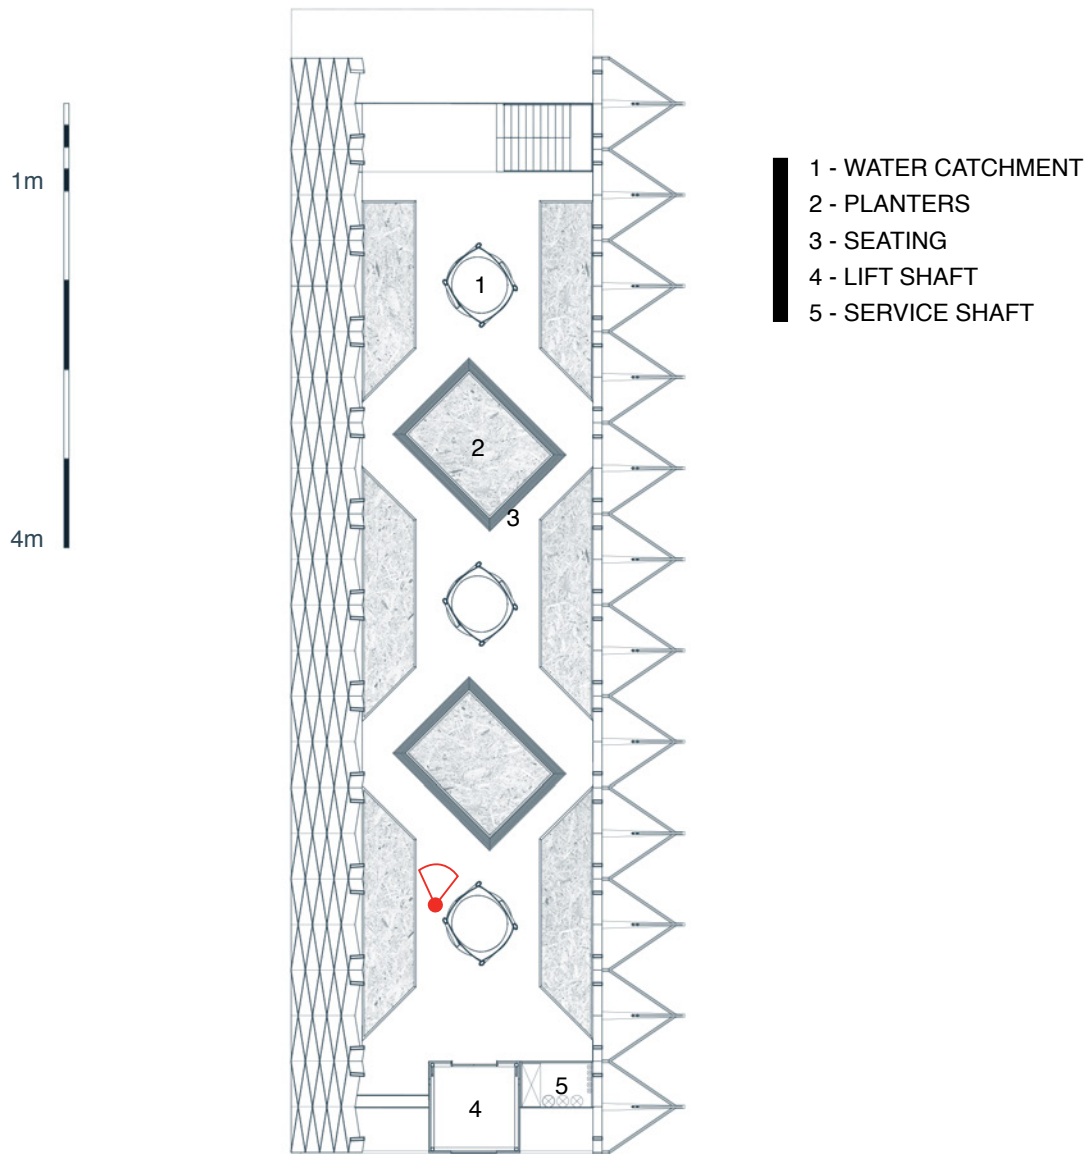 1m
4m
1 - WATER CATCHMENT
2 - PLANTERS
3 - SEATING
4 - LIFT SHAFT
5 - SERVICE SHAFT
1
2
3
5
4